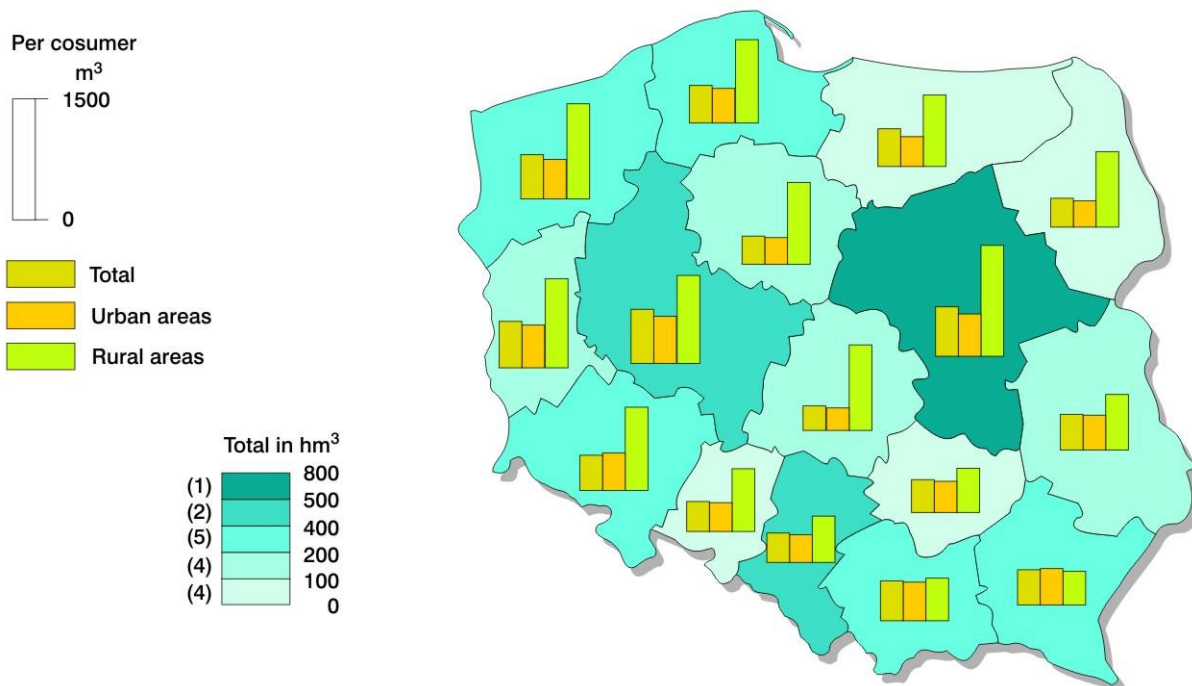 Per cosumer
m³
1500
0
Total
Urban areas
Rural areas
Total in hm³
800
(1)
500
(2)
400
(5)
200
(4)
100
(4)
0